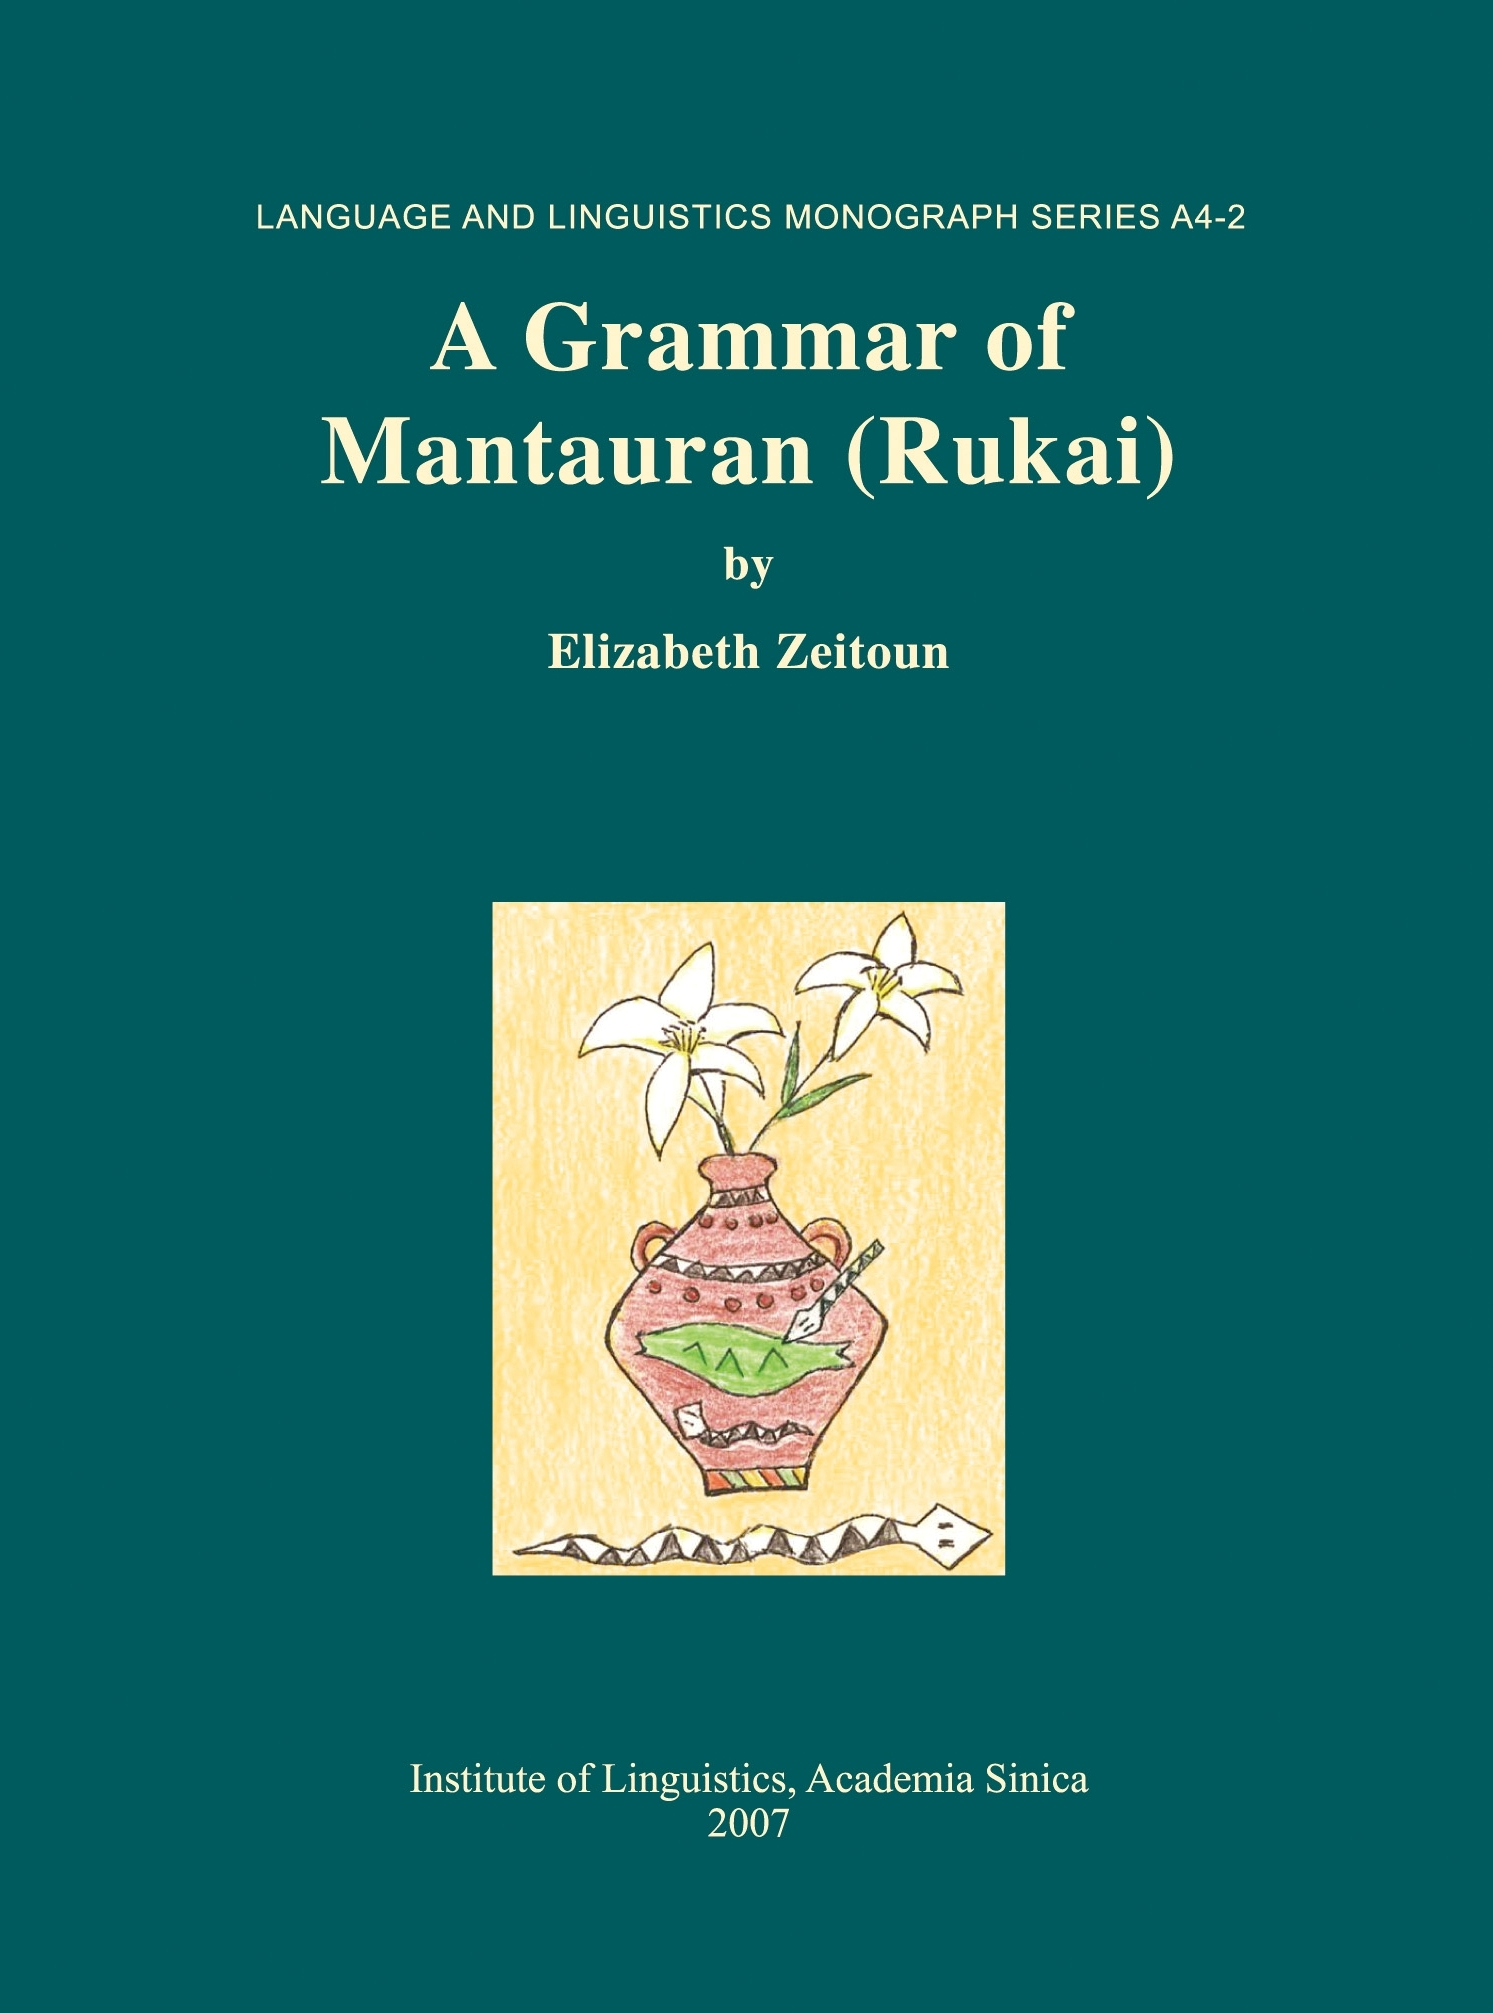 LANGUAGE AND LINGUISTICS MONOGRAPH SERIES A4-2
A Grammar of
Mantauran (Rukai)
by
Elizabeth Zeitoun
Institute of Linguistics, Academia Sinica
2007